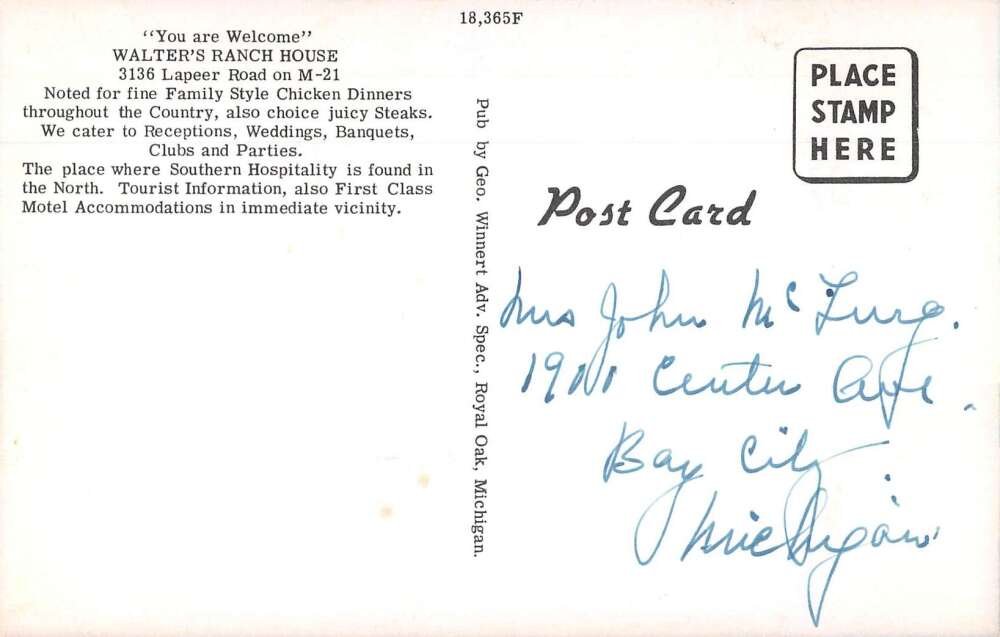 18,365F
"You are Welcome"
WALTER'S RANCH HOUSE
3136 Lapeer Road on M-21
Noted for fine Family Style Chicken Dinners
throughout the Country, also choice juicy Steaks.
We cater to Receptions, Weddings, Banquets,
Clubs and Parties.
The place where Southern Hospitality is found in
the North. Tourist Information, also First Class
Motel Accommodations in immediate vicinity.
Pub by Geo. Winnert Adv. Spec., Royal Oak, Michigan.
PLACE
STAMP
HERE
Post Card
Mrs John McLurg.
Center Ave.
Bay City.
Michigan